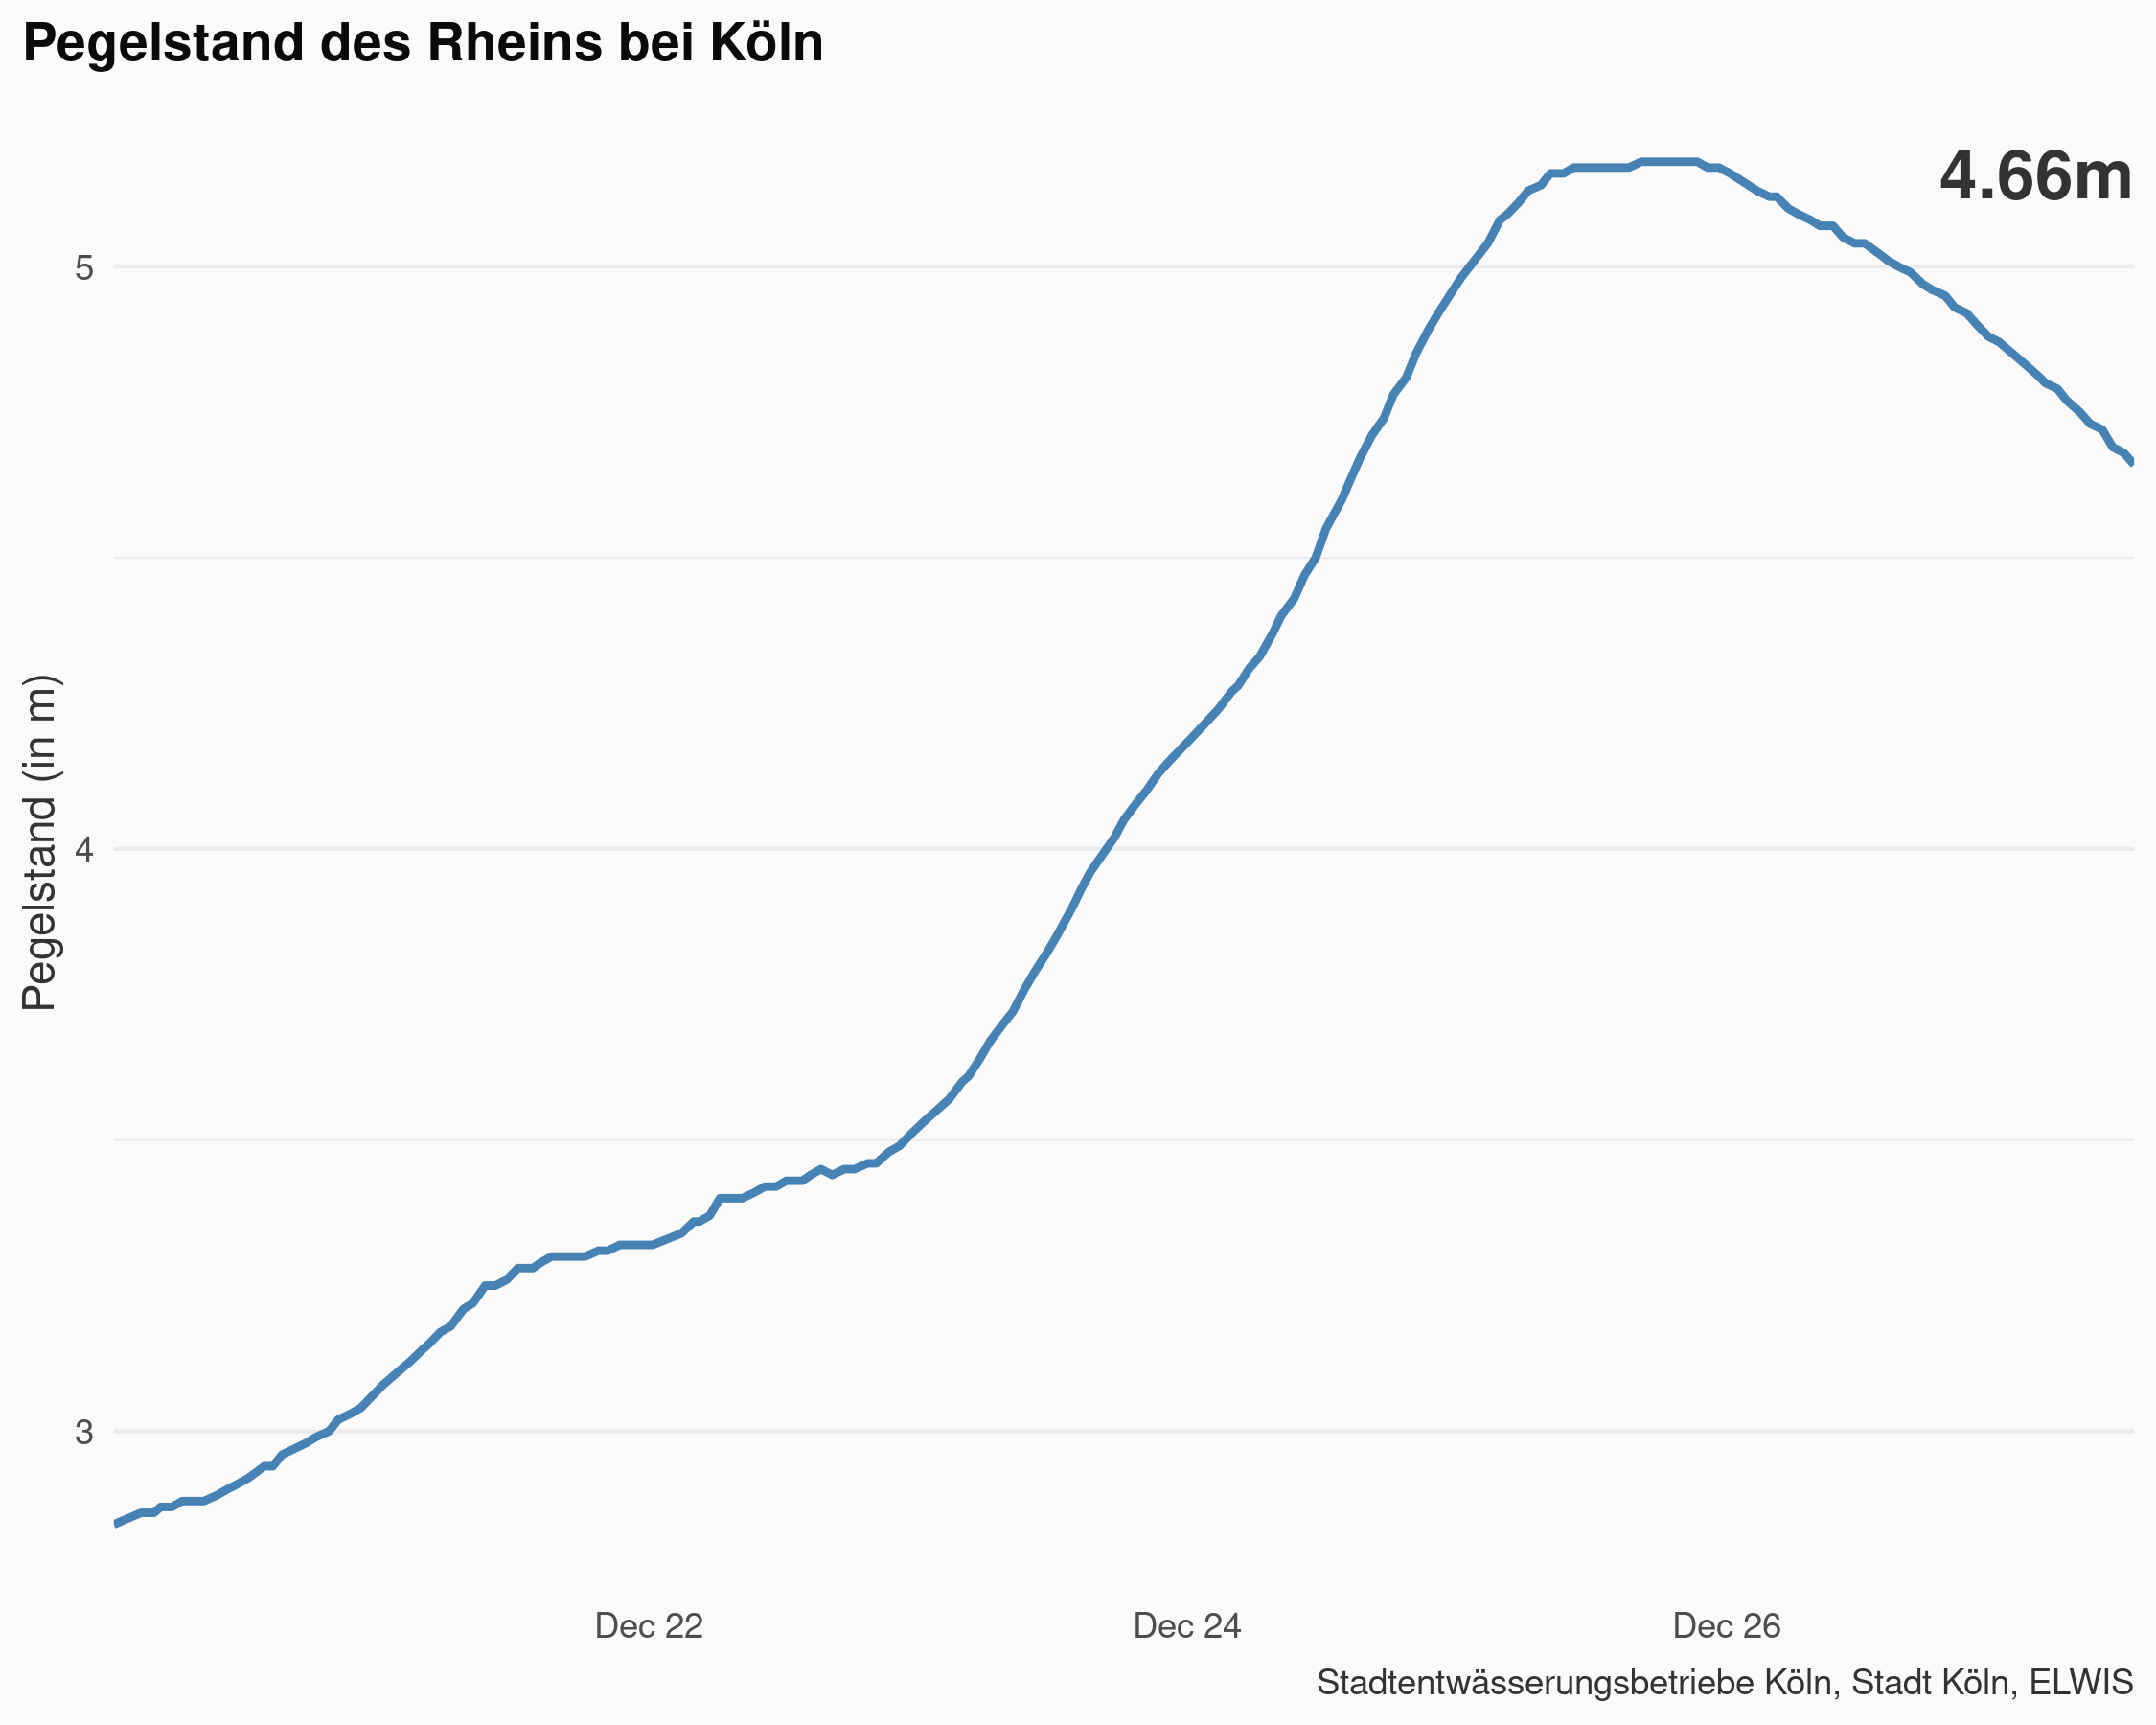 Pegelstand des Rheins bei Köln
4.66m
Pegelstand (in m)
5
4
3
Dec 22
Dec 24
Dec 26
Stadtentwässerungsbetriebe Köln, Stadt Köln, ELWIS